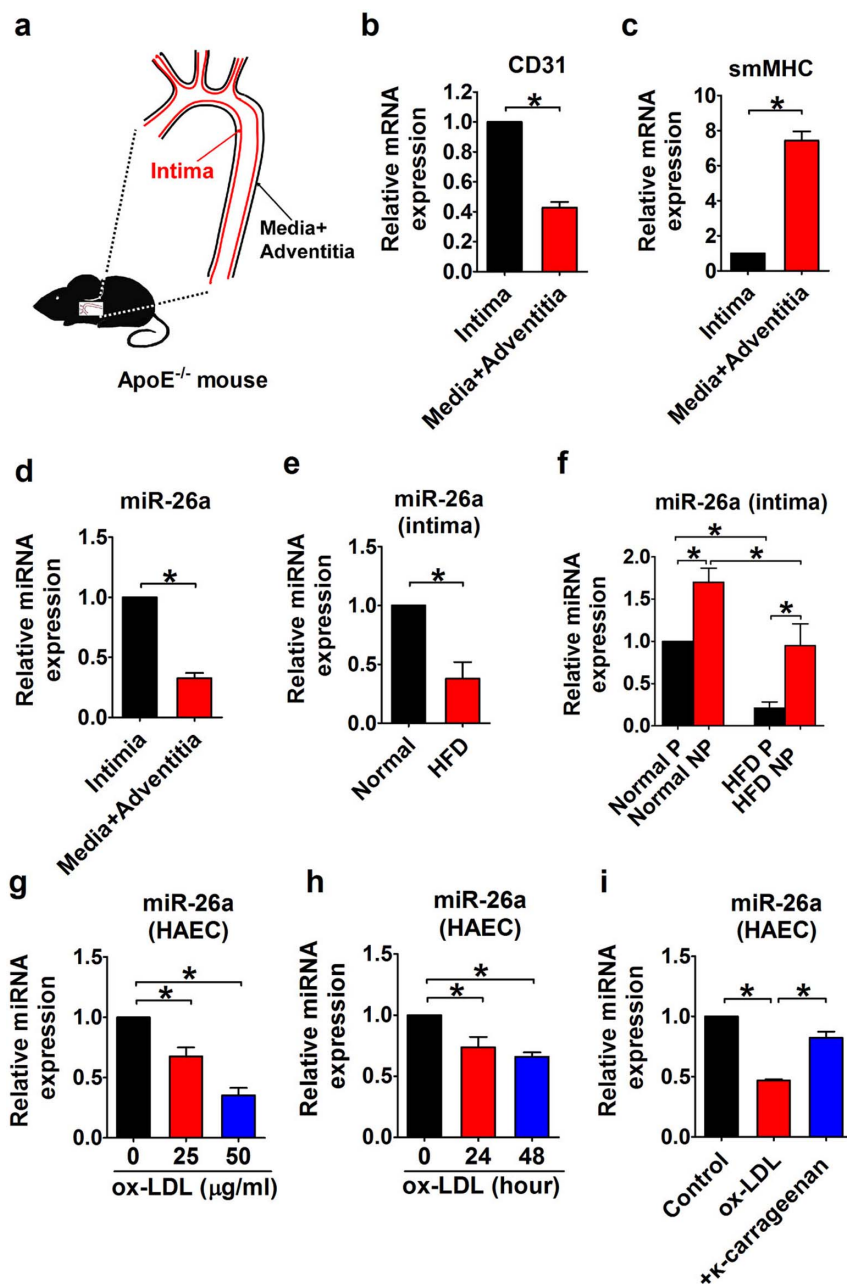 a
Intima
Media+
Adventitia
ApoE-/- mouse
b
CD31
Relative mRNA
expression
1.0
0.8
0.6
0.4
0.2
0.0
*
Intima
Media+Adventitia
c
smMHC
Relative mRNA
expression
10
8
6
4
2
0
*
Intima
Media+Adventitia
d
miR-26a
Relative miRNA
expression
1.5
1.0
0.5
0.0
*
Intimia
Media+Adventitia
e
miR-26a
(intima)
Relative miRNA
expression
1.5
1.0
0.5
0.0
*
Normal
HFD
f
miR-26a (intima)
Relative miRNA
expression
2.0
1.5
1.0
0.5
0.0
*
*
*
*
Normal P
Normal NP
HFD P
HFD NP
g
miR-26a
(HAEC)
Relative miRNA
expression
1.5
1.0
0.5
0.0
*
*
0 25 50
ox-LDL (μg/ml)
h
miR-26a
(HAEC)
Relative miRNA
expression
1.5
1.0
0.5
0.0
*
*
0 24 48
ox-LDL (hour)
i
miR-26a
(HAEC)
Relative miRNA
expression
1.5
1.0
0.5
0.0
* *
Control
ox-LDL
+κ-carrageenan